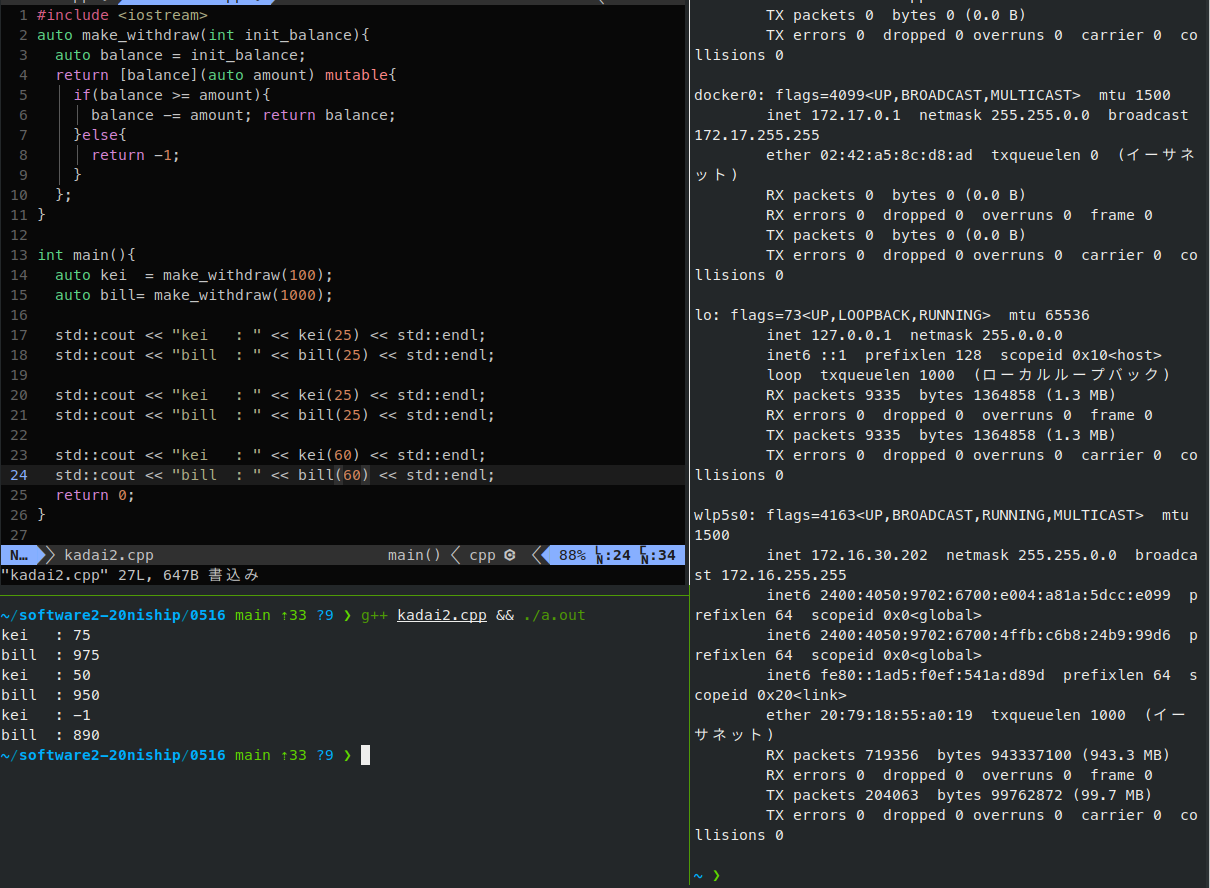 1 #include <iostream>
2 auto make_withdraw(int init_balance){
3   auto balance = init_balance;
4   return [balance](auto amount) mutable{
5     if(balance >= amount){
6       balance -= amount; return balance;
7     }else{
8       return -1;
9     }
10   };
11 }
12
13 int main(){
14   auto kei  = make_withdraw(100);
15   auto bill= make_withdraw(1000);
16
17   std::cout << "kei   : " << kei(25) << std::endl;
18   std::cout << "bill  : " << bill(25) << std::endl;
19
20   std::cout << "kei   : " << kei(25) << std::endl;
21   std::cout << "bill  : " << bill(25) << std::endl;
22
23   std::cout << "kei   : " << kei(60) << std::endl;
24   std::cout << "bill  : " << bill(60) << std::endl;
25   return 0;
26 }
27
N… kadai2.cpp main() cpp 88% LN:24 CN:34
"kadai2.cpp" 27L, 647B 書込み
~/software2-20niship/0516 main ↑33 ?9 ❯ g++ kadai2.cpp && ./a.out
kei   : 75
bill  : 975
kei   : 50
bill  : 950
kei   : -1
bill  : 890
~/software2-20niship/0516 main ↑33 ?9 ❯
TX packets 0  bytes 0 (0.0 B)
TX errors 0  dropped 0 overruns 0  carrier 0  co
llisions 0
docker0: flags=4099<UP,BROADCAST,MULTICAST>  mtu 1500
inet 172.17.0.1  netmask 255.255.0.0  broadcast
172.17.255.255
ether 02:42:a5:8c:d8:ad  txqueuelen 0  (イーサネ
ット)
RX packets 0  bytes 0 (0.0 B)
RX errors 0  dropped 0  overruns 0  frame 0
TX packets 0  bytes 0 (0.0 B)
TX errors 0  dropped 0 overruns 0  carrier 0  co
llisions 0
lo: flags=73<UP,LOOPBACK,RUNNING>  mtu 65536
inet 127.0.0.1  netmask 255.0.0.0
inet6 ::1  prefixlen 128  scopeid 0x10<host>
loop  txqueuelen 1000  (ローカルループバック)
RX packets 9335  bytes 1364858 (1.3 MB)
RX errors 0  dropped 0  overruns 0  frame 0
TX packets 9335  bytes 1364858 (1.3 MB)
TX errors 0  dropped 0 overruns 0  carrier 0  co
llisions 0
wlp5s0: flags=4163<UP,BROADCAST,RUNNING,MULTICAST>  mtu
1500
inet 172.16.30.202  netmask 255.255.0.0  broadca
st 172.16.255.255
inet6 2400:4050:9702:6700:e004:a81a:5dcc:e099  p
refixlen 64  scopeid 0x0<global>
inet6 2400:4050:9702:6700:4ffb:c6b8:24b9:99d6  p
refixlen 64  scopeid 0x0<global>
inet6 fe80::1ad5:f0ef:541a:d89d  prefixlen 64  s
copeid 0x20<link>
ether 20:79:18:55:a0:19  txqueuelen 1000  (イー
サネット)
RX packets 719356  bytes 943337100 (943.3 MB)
RX errors 0  dropped 0  overruns 0  frame 0
TX packets 204063  bytes 99762872 (99.7 MB)
TX errors 0  dropped 0 overruns 0  carrier 0  co
llisions 0
~ ❯